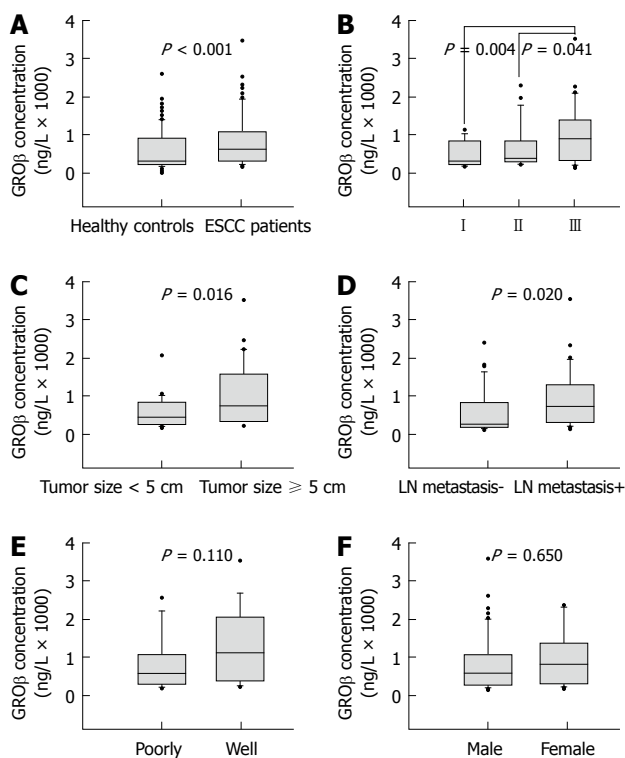 A
GROβ concentration
(ng/L × 1000)
4
3
2
1
0
P < 0.001
Healthy controls ESCC patients
B
GROβ concentration
(ng/L × 1000)
4
3
2
1
0
P = 0.004 P = 0.041
I II III
C
GROβ concentration
(ng/L × 1000)
4
3
2
1
0
P = 0.016
Tumor size < 5 cm Tumor size ≥ 5 cm
D
GROβ concentration
(ng/L × 1000)
4
3
2
1
0
P = 0.020
LN metastasis- LN metastasis+
E
GROβ concentration
(ng/L × 1000)
4
3
2
1
0
P = 0.110
Poorly Well
F
GROβ concentration
(ng/L × 1000)
4
3
2
1
0
P = 0.650
Male Female